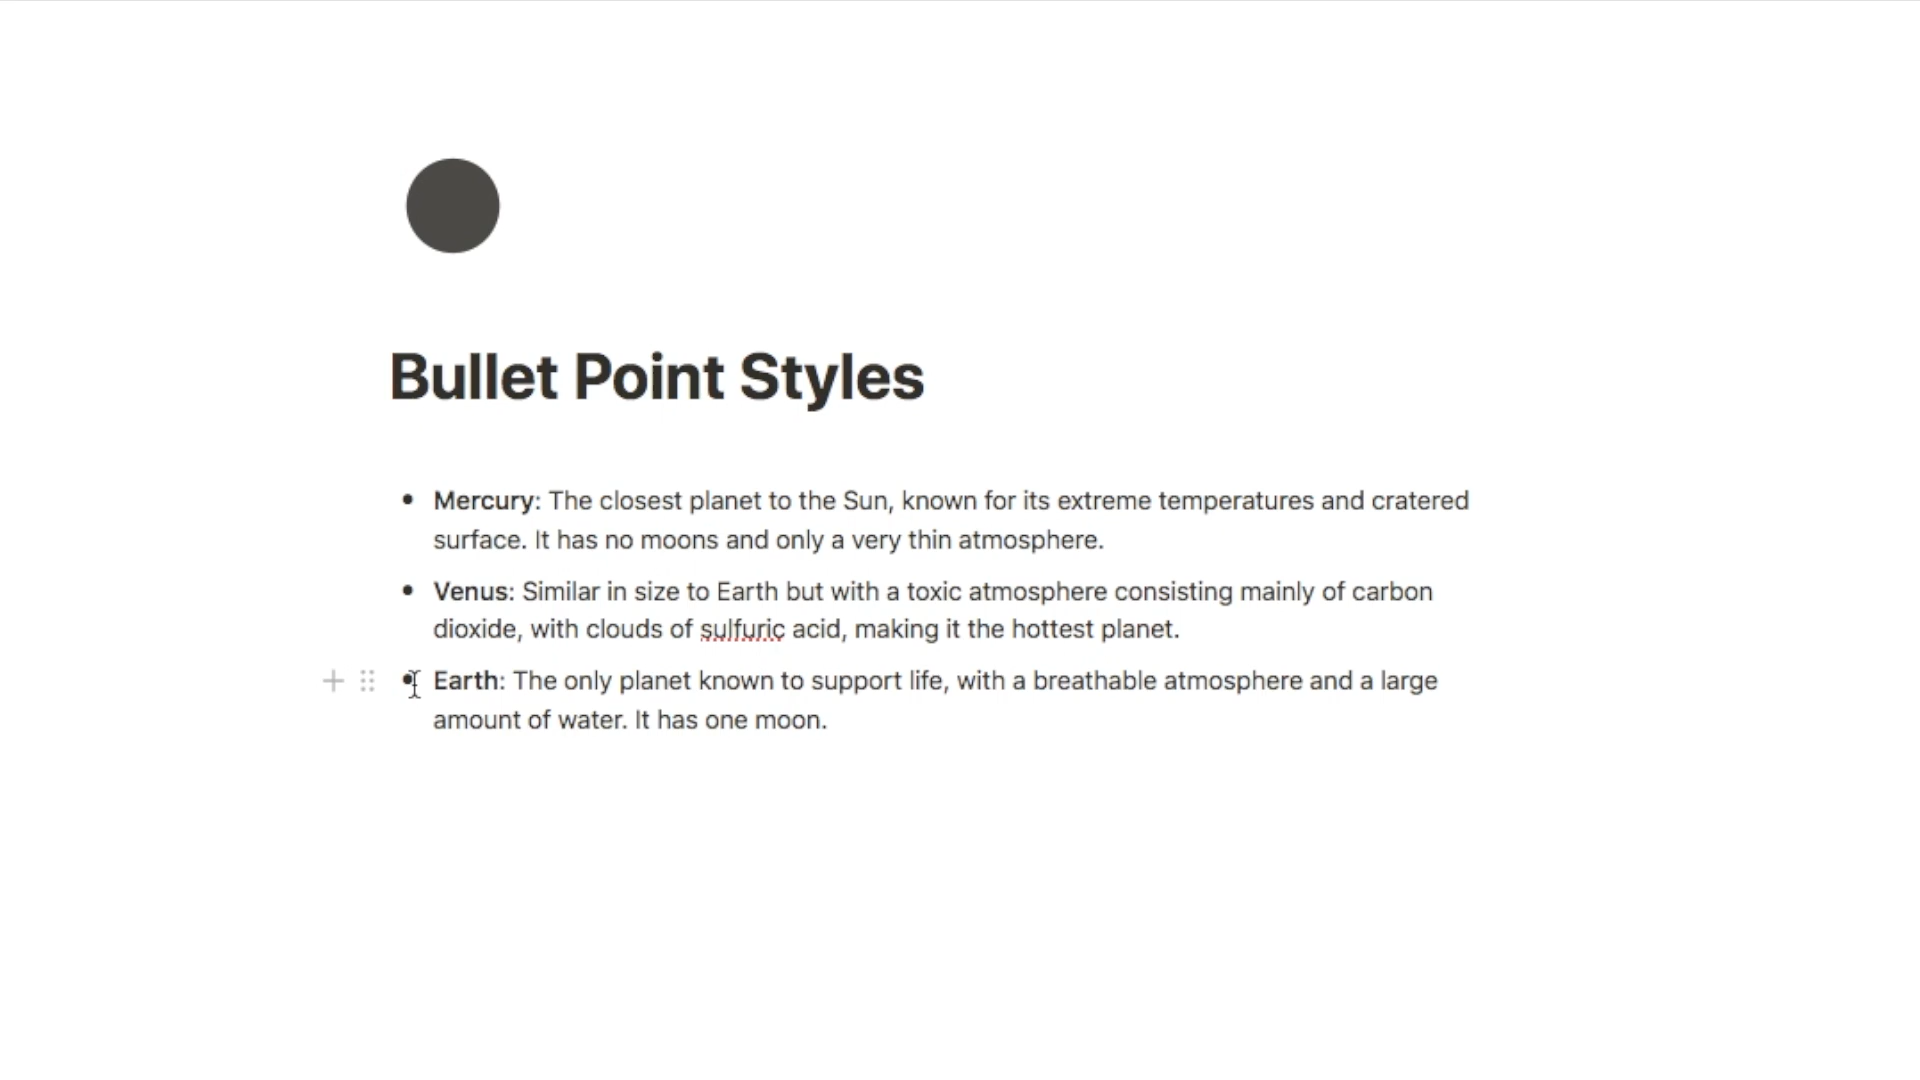 Bullet Point Styles
• Mercury: The closest planet to the Sun, known for its extreme temperatures and cratered
surface. It has no moons and only a very thin atmosphere.
• Venus: Similar in size to Earth but with a toxic atmosphere consisting mainly of carbon
dioxide, with clouds of sulfuric acid, making it the hottest planet.
• Earth: The only planet known to support life, with a breathable atmosphere and a large
amount of water. It has one moon.